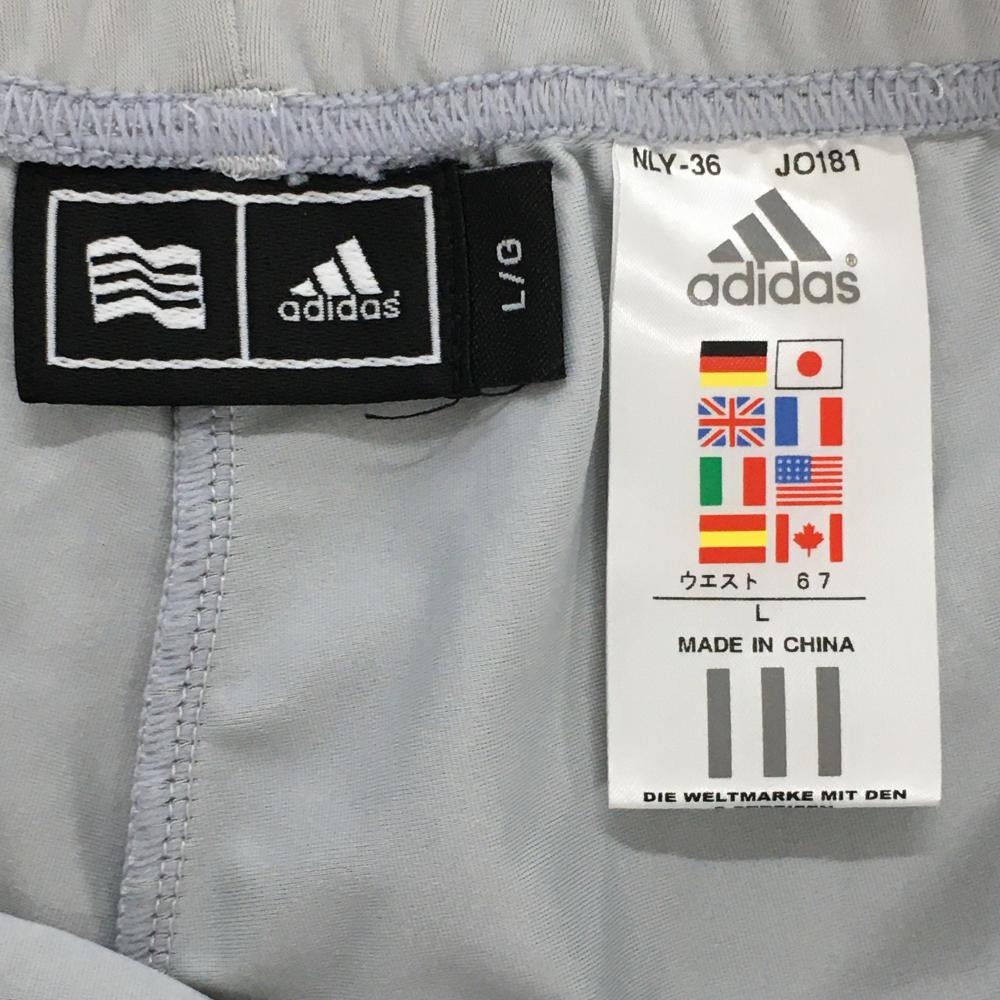 adidas
L/G
NLY-36 JO181
adidas®
ウエスト 67
L
MADE IN CHINA
DIE WELTMARKE MIT DEN